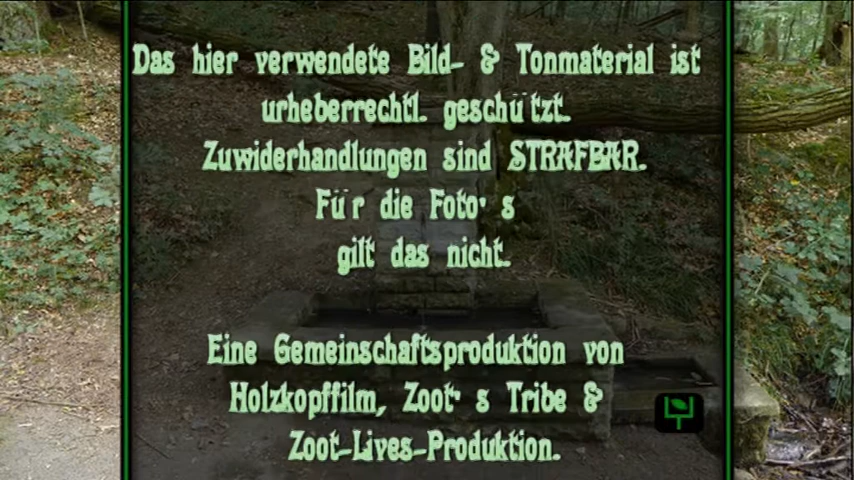 Das hier verwendete Bild- & Tonmaterial ist
urheberrechtl. geschützt.
Zuwiderhandlungen sind STRAFBAR.
Für die Foto's
gilt das nicht.
Eine Gemeinschaftsproduktion von
Holzkopffilm, Zoot's Tribe &
Zoot-Lives-Produktion.